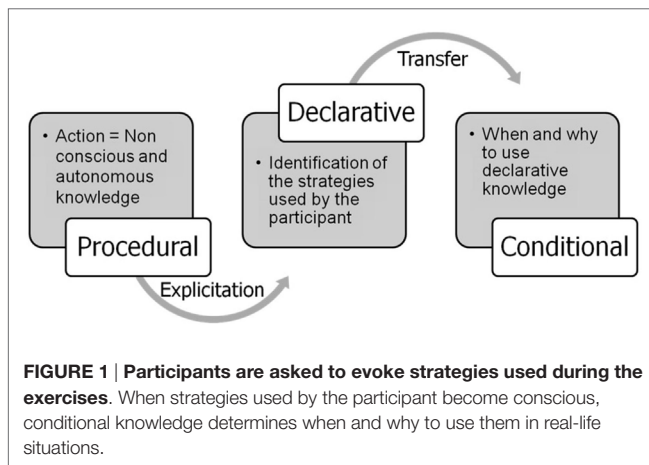 Transfer
Declarative
• Action = Non
conscious and
autonomous
knowledge
Procedural
Explicitation
• Identification of
the strategies
used by the
participant
• When and why
to use
declarative
knowledge
Conditional
FIGURE 1 | Participants are asked to evoke strategies used during the
exercises. When strategies used by the participant become conscious,
conditional knowledge determines when and why to use them in real-life
situations.